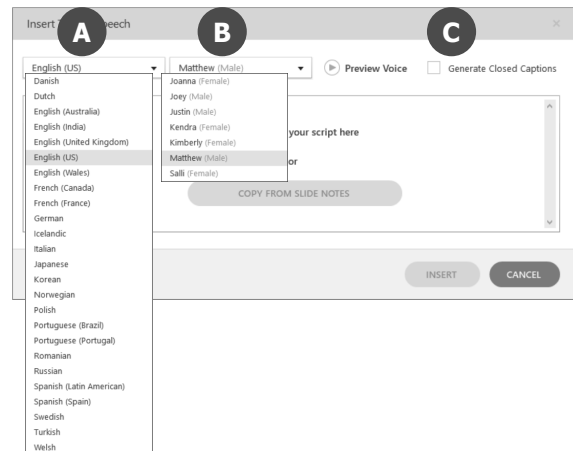 Insert T eech
×
A
B
C
English (US)
Matthew (Male)
Preview Voice
Generate Closed Captions
Danish
Dutch
English (Australia)
English (India)
English (United Kingdom)
English (US)
English (Wales)
French (Canada)
French (France)
German
Icelandic
Italian
Japanese
Korean
Norwegian
Polish
Portuguese (Brazil)
Portuguese (Portugal)
Romanian
Russian
Spanish (Latin American)
Spanish (Spain)
Swedish
Turkish
Welsh
Joanna (Female)
Joey (Male)
Justin (Male)
Kendra (Female)
Kimberly (Female)
Matthew (Male)
Salli (Female)
your script here
or
COPY FROM SLIDE NOTES
INSERT
CANCEL